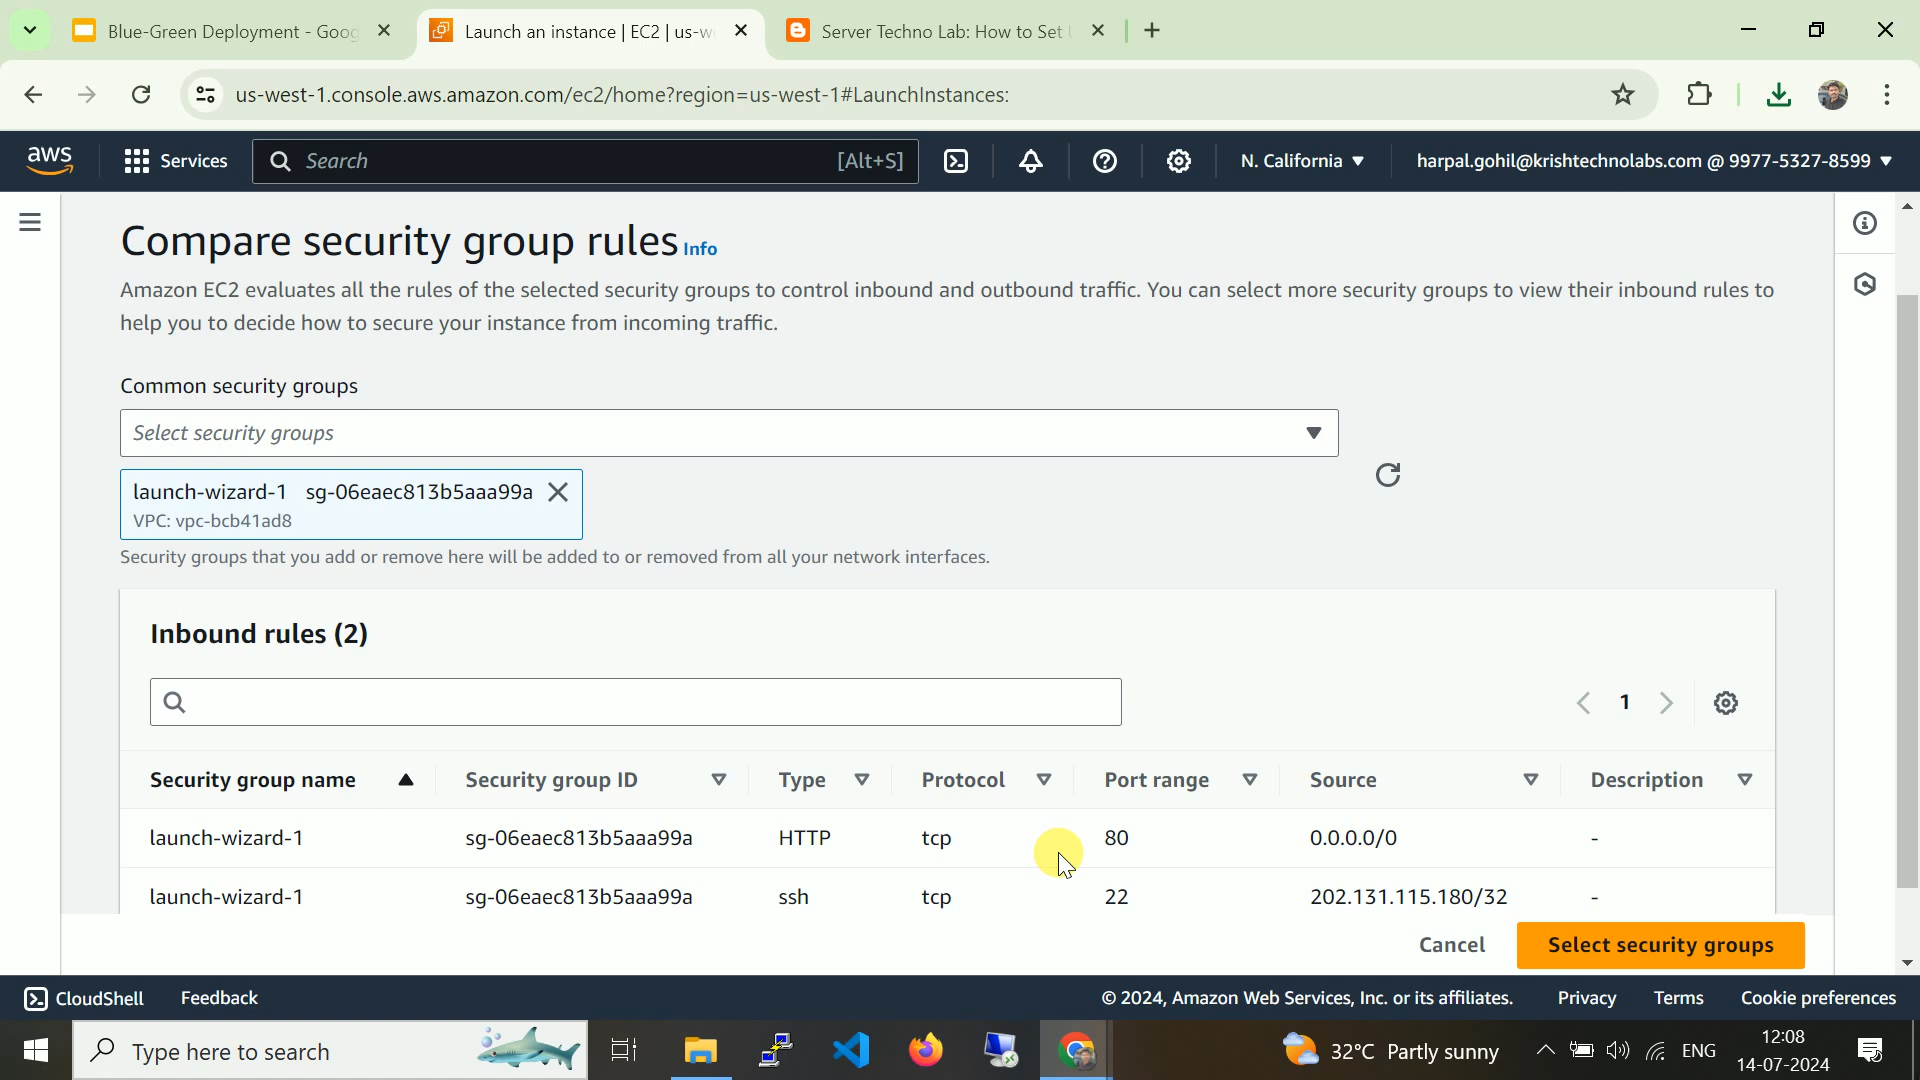 Blue-Green Deployment - Goog
Launch an instance | EC2 | us-we
Server Techno Lab: How to Set U
us-west-1.console.aws.amazon.com/ec2/home?region=us-west-1#LaunchInstances:
aws
Services
Search
[Alt+S]
N. California
harpal.gohil@krishtechnolabs.com @ 9977-5327-8599
Compare security group rules Info
Amazon EC2 evaluates all the rules of the selected security groups to control inbound and outbound traffic. You can select more security groups to view their inbound rules to
help you to decide how to secure your instance from incoming traffic.
Common security groups
Select security groups
launch-wizard-1 sg-06eaec813b5aaa99a
VPC: vpc-bcb41ad8
Security groups that you add or remove here will be added to or removed from all your network interfaces.
Inbound rules (2)
1
Security group name Security group ID Type Protocol Port range Source Description
launch-wizard-1 sg-06eaec813b5aaa99a HTTP tcp 80 0.0.0.0/0 -
launch-wizard-1 sg-06eaec813b5aaa99a ssh tcp 22 202.131.115.180/32 -
Cancel
Select security groups
CloudShell
Feedback
© 2024, Amazon Web Services, Inc. or its affiliates.
Privacy
Terms
Cookie preferences
Type here to search
32°C Partly sunny
ENG
12:08
14-07-2024